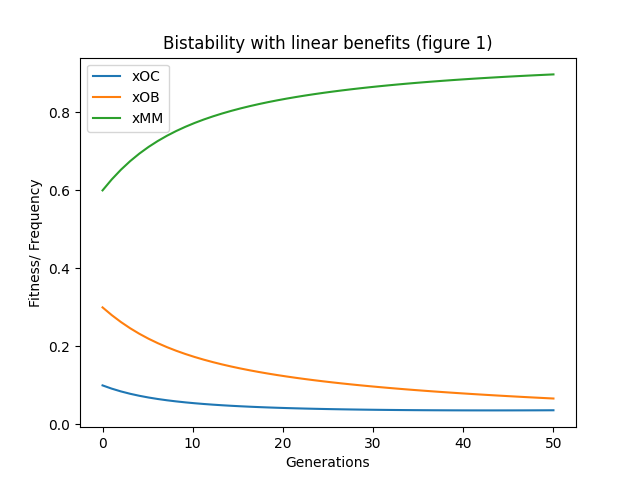 Bistability with linear benefits (figure 1)
xOC
xOB
xMM
Fitness/ Frequency
0.8
0.6
0.4
0.2
0.0
0 10 20 30 40 50
Generations